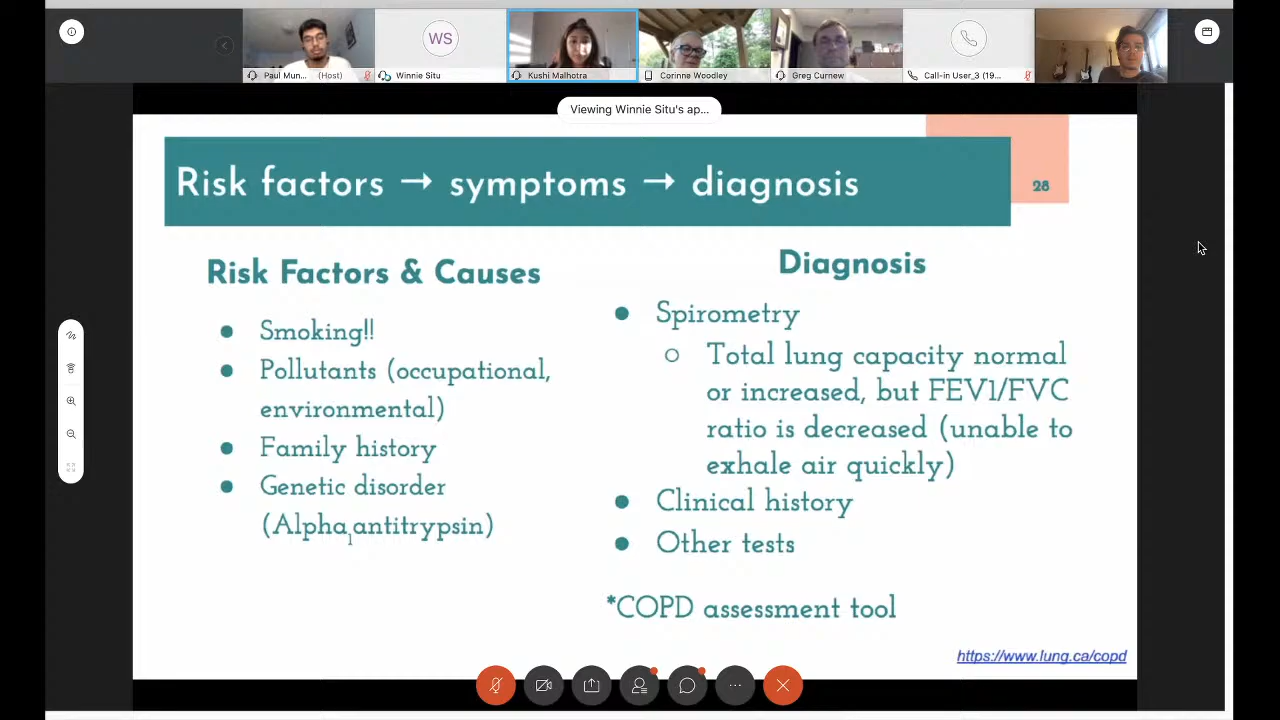 WS
Paul Mun... (Host)
Winnie Situ
Kushi Malhotra
Corinne Woodley
Greg Curnew
Call-in User_3 (19...
Viewing Winnie Situ's ap...
Risk factors → symptoms → diagnosis
28
Risk Factors & Causes
● Smoking!!
● Pollutants (occupational,
environmental)
● Family history
● Genetic disorder
(Alpha₁antitrypsin)
Diagnosis
● Spirometry
○ Total lung capacity normal
or increased, but FEV1/FVC
ratio is decreased (unable to
exhale air quickly)
● Clinical history
● Other tests
*COPD assessment tool
https://www.lung.ca/copd